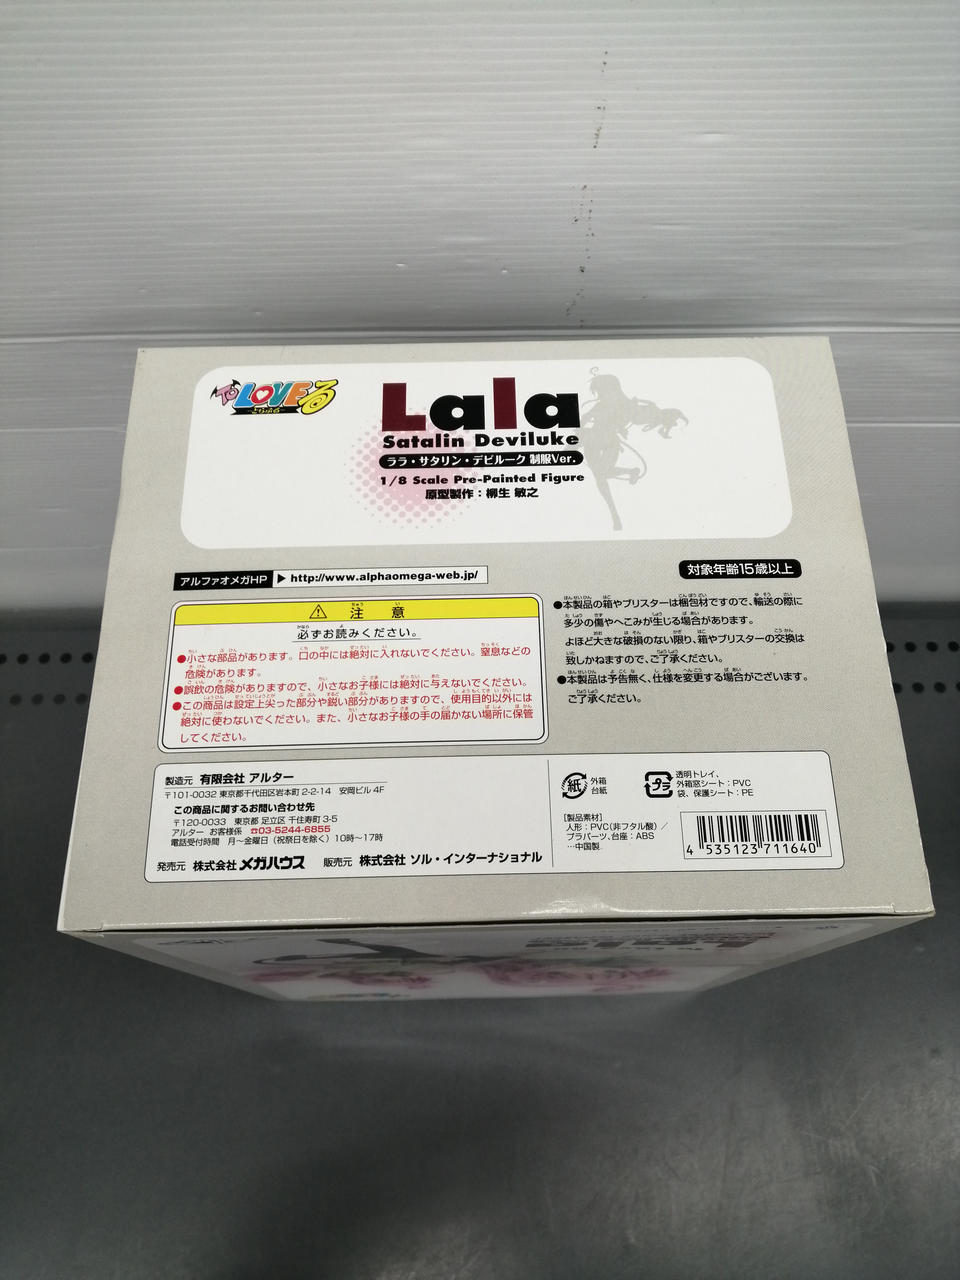 To LOVEる
~とらぶる~
Lala
Satalin Deviluke
ララ・サタリン・デビルーク 制服Ver.
1/8 Scale Pre-Painted Figure
原型製作：柳生 敏之
アルファオメガHP ▶ http://www.alphaomega-web.jp/
対象年齢15歳以上
⚠ 注意
必ずお読みください。
●小さな部品があります。口の中には絶対に入れないでください。窒息などの
危険があります。
●誤飲の危険がありますので、小さなお子様には絶対に与えないでください。
●この商品は設定上尖った部分や鋭い部分がありますので、使用目的以外には
絶対に使わないでください。また、小さなお子様の手の届かない場所に保管
してください。
●本製品の箱やブリスターは梱包材ですので、輸送の際に
多少の傷やへこみが生じる場合があります。
よほど大きな破損のない限り、箱やブリスターの交換は
致しかねますので、ご了承ください。
●本製品は予告無く、仕様を変更する場合がございます。
ご了承ください。
製造元 有限会社 アルター
〒101-0032 東京都千代田区岩本町2-2-14 安岡ビル 4F
この商品に関するお問い合わせ先
〒120-0033 東京都 足立区 千住寿町 3-5
アルター お客様係 ☎03-5244-6855
電話受付時間 月～金曜日（祝祭日を除く）10時～17時
発売元 株式会社 メガハウス 販売元 株式会社 ソル・インターナショナル
紙 外箱
台紙
プラ 透明トレイ、
外箱窓シート：PVC
袋、保護シート：PE
［製品素材］
人形：PVC（非フタル酸）／
プラパーツ、台座：ABS
…中国製
4 535123 711640